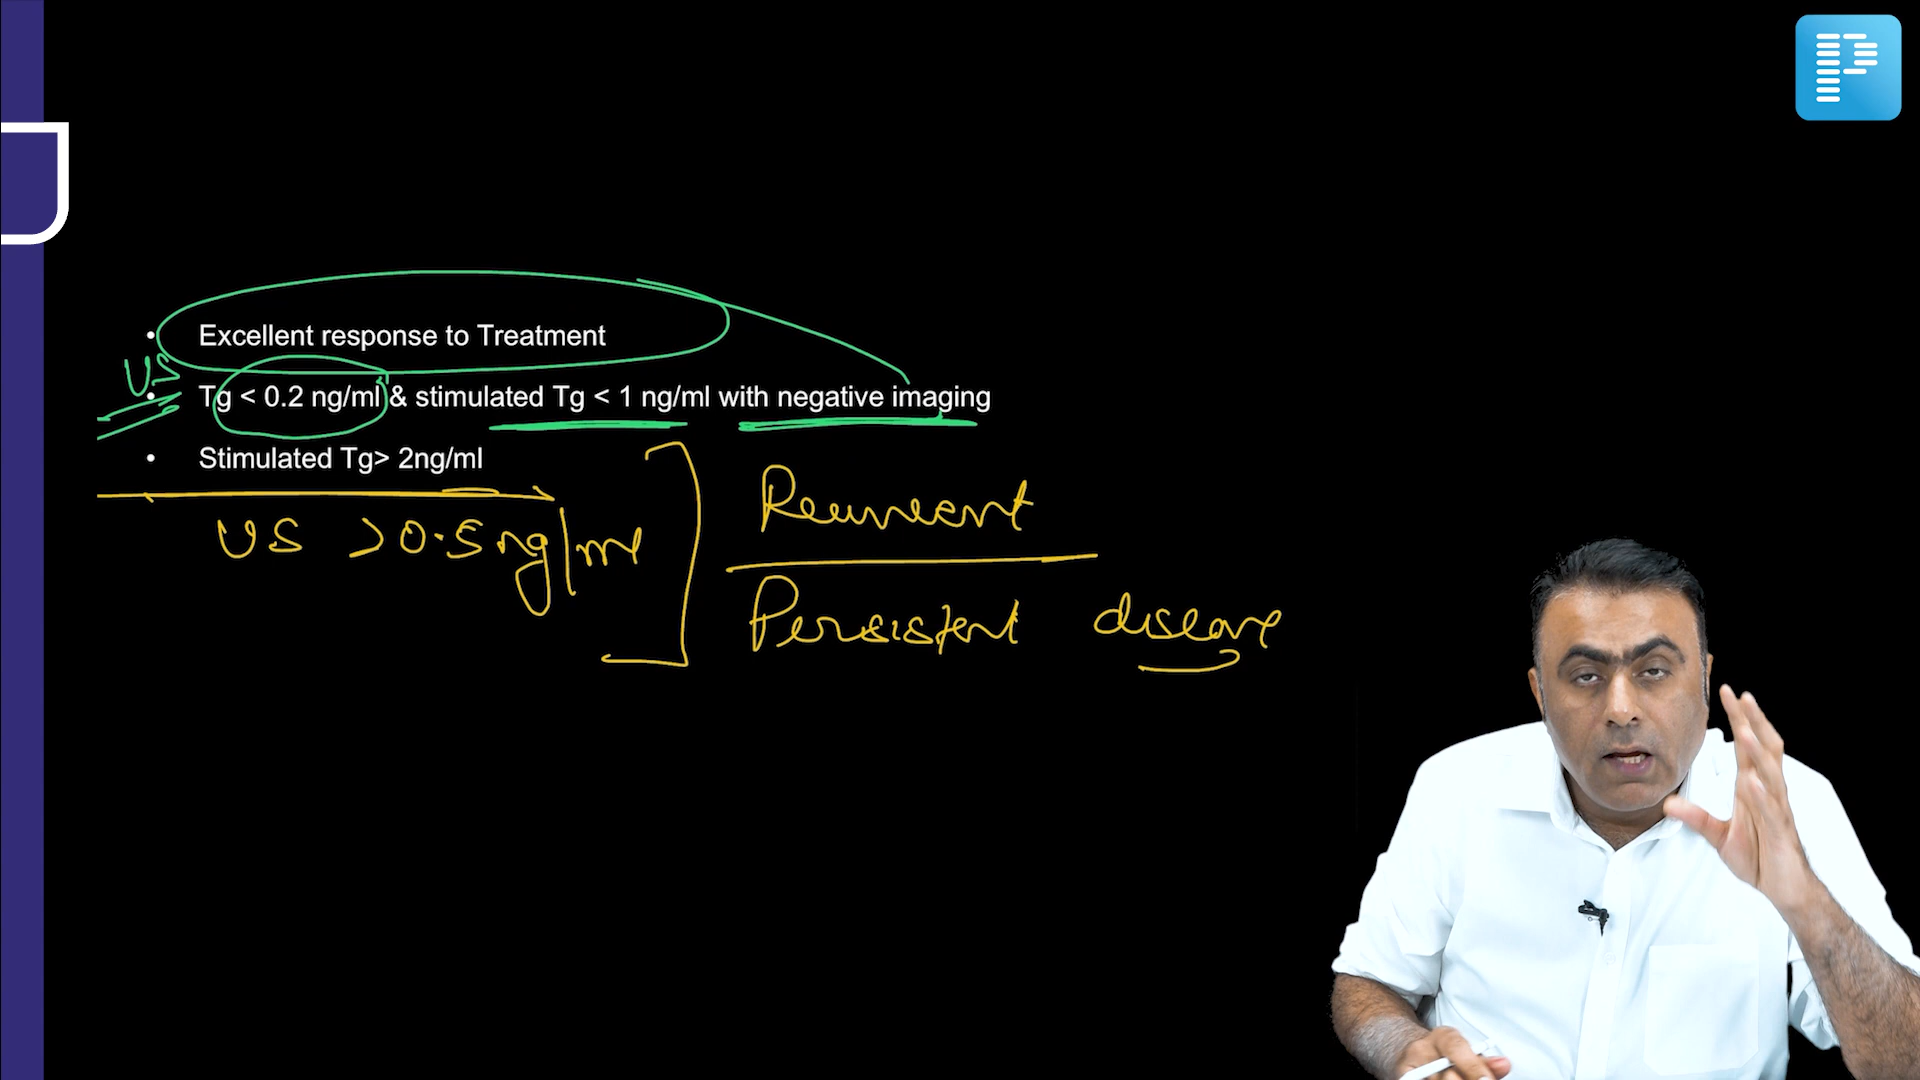 • Excellent response to Treatment
US
• Tg < 0.2 ng/ml & stimulated Tg < 1 ng/ml with negative imaging
• Stimulated Tg> 2ng/ml
US >0.5 ng/ml
Recurrent
Persistent disease
P